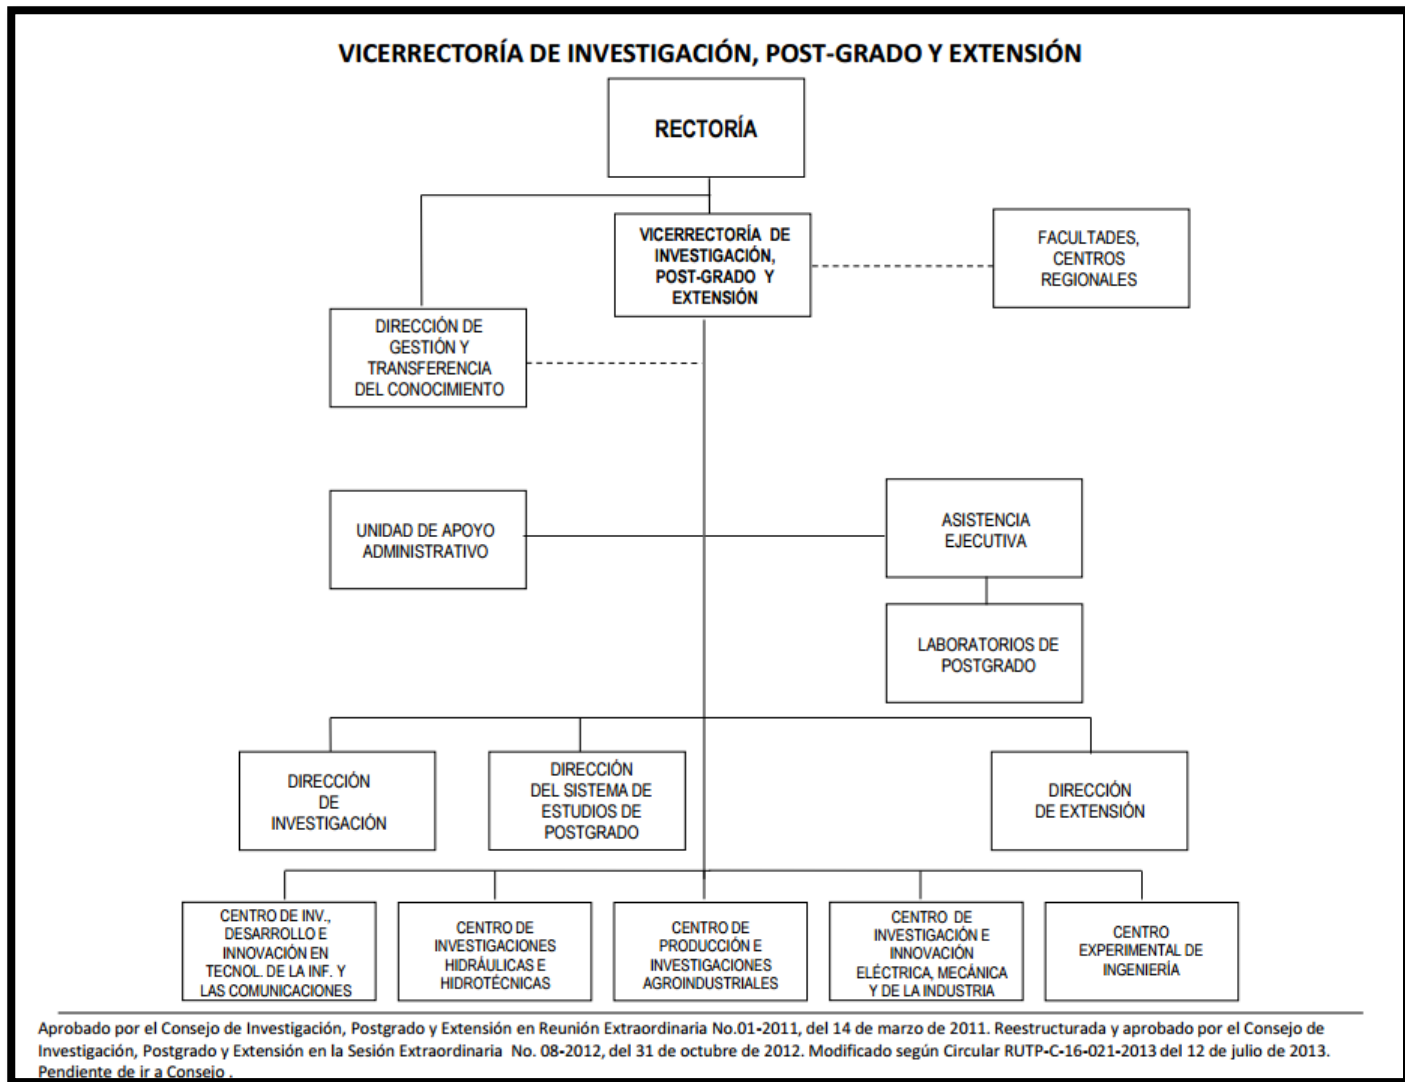 VICERRECTORÍA DE INVESTIGACIÓN, POST-GRADO Y EXTENSIÓN
RECTORÍA
VICERRECTORÍA DE
INVESTIGACIÓN,
POST-GRADO Y
EXTENSIÓN
FACULTADES,
CENTROS
REGIONALES
DIRECCIÓN DE
GESTIÓN Y
TRANSFERENCIA
DEL CONOCIMIENTO
UNIDAD DE APOYO
ADMINISTRATIVO
ASISTENCIA
EJECUTIVA
LABORATORIOS DE
POSTGRADO
DIRECCIÓN
DE
INVESTIGACIÓN
DIRECCIÓN
DEL SISTEMA DE
ESTUDIOS DE
POSTGRADO
DIRECCIÓN
DE EXTENSIÓN
CENTRO DE INV.,
DESARROLLO E
INNOVACIÓN EN
TECNOL. DE LA INF. Y
LAS COMUNICACIONES
CENTRO DE
INVESTIGACIONES
HIDRÁULICAS E
HIDROTÉCNICAS
CENTRO DE
PRODUCCIÓN E
INVESTIGACIONES
AGROINDUSTRIALES
CENTRO DE
INVESTIGACIÓN E
INNOVACIÓN
ELÉCTRICA, MECÁNICA
Y DE LA INDUSTRIA
CENTRO
EXPERIMENTAL DE
INGENIERÍA
Aprobado por el Consejo de Investigación, Postgrado y Extensión en Reunión Extraordinaria No.01-2011, del 14 de marzo de 2011. Reestructurada y aprobado por el Consejo de
Investigación, Postgrado y Extensión en la Sesión Extraordinaria No. 08-2012, del 31 de octubre de 2012. Modificado según Circular RUTP-C-16-021-2013 del 12 de julio de 2013.
Pendiente de ir a Consejo .